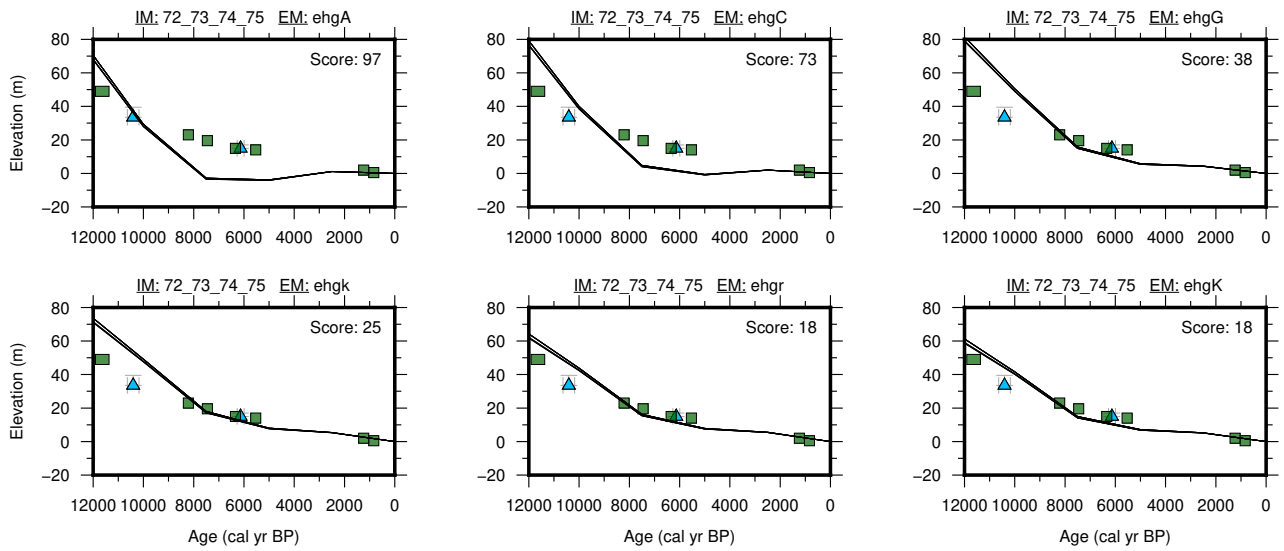 IM: 72_73_74_75 EM: ehgA
IM: 72_73_74_75 EM: ehgC
IM: 72_73_74_75 EM: ehgG
Elevation (m)
80
60
40
20
0
−20
Score: 97
12000 10000 8000 6000 4000 2000 0
80
60
40
20
0
−20
Score: 73
12000 10000 8000 6000 4000 2000 0
80
60
40
20
0
−20
Score: 38
12000 10000 8000 6000 4000 2000 0
IM: 72_73_74_75 EM: ehgk
IM: 72_73_74_75 EM: ehgr
IM: 72_73_74_75 EM: ehgK
Elevation (m)
80
60
40
20
0
−20
Score: 25
12000 10000 8000 6000 4000 2000 0
Age (cal yr BP)
80
60
40
20
0
−20
Score: 18
12000 10000 8000 6000 4000 2000 0
Age (cal yr BP)
80
60
40
20
0
−20
Score: 18
12000 10000 8000 6000 4000 2000 0
Age (cal yr BP)